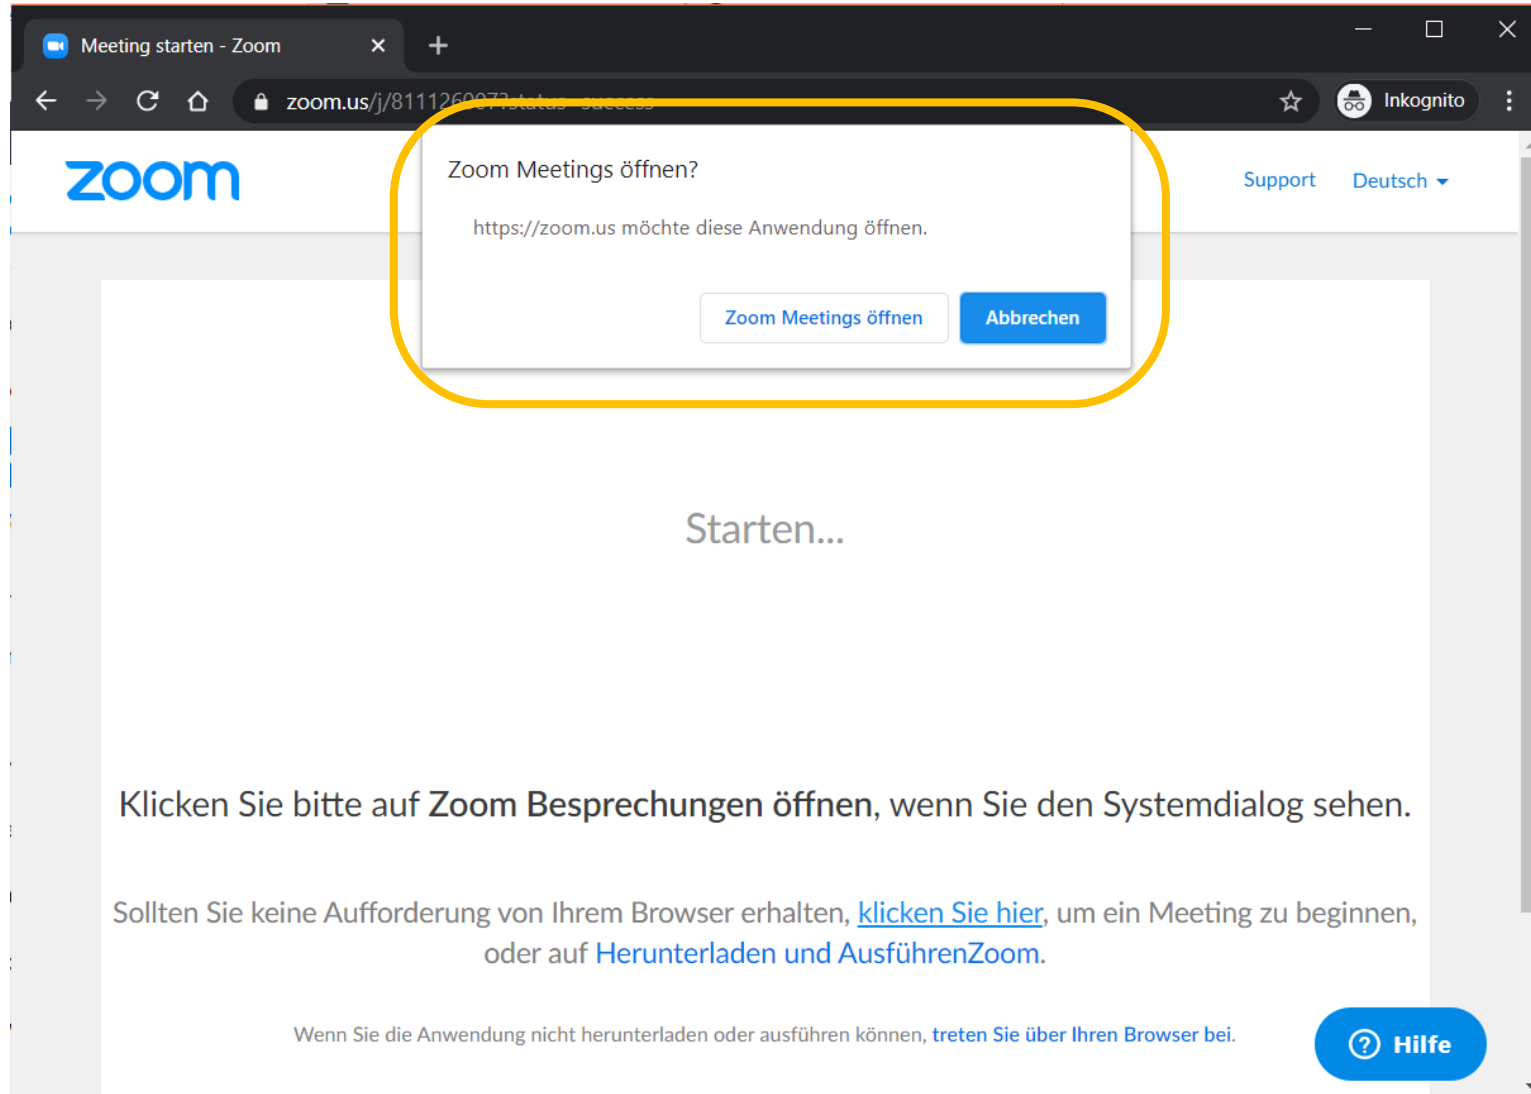 Meeting starten - Zoom
zoom.us/j/8111260072status=success
Inkognito
zoom
Support
Deutsch
Zoom Meetings öffnen?
https://zoom.us möchte diese Anwendung öffnen.
Zoom Meetings öffnen
Abbrechen
Starten...
Klicken Sie bitte auf Zoom Besprechungen öffnen, wenn Sie den Systemdialog sehen.
Sollten Sie keine Aufforderung von Ihrem Browser erhalten, klicken Sie hier, um ein Meeting zu beginnen,
oder auf Herunterladen und AusführenZoom.
Wenn Sie die Anwendung nicht herunterladen oder ausführen können, treten Sie über Ihren Browser bei.
Hilfe